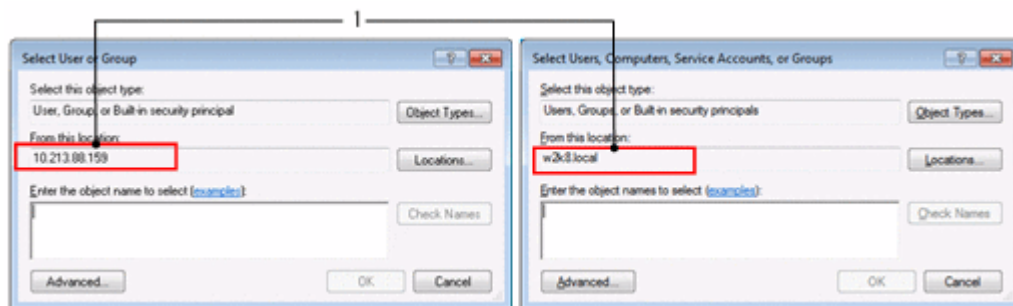 1
Select User or Group
Select this object type:
User, Group, or Built-in security principal
Object Types...
From this location:
10.213.88.159
Locations...
Enter the object name to select (examples):
Check Names
Advanced...
OK
Cancel
Select Users, Computers, Service Accounts, or Groups
Select this object type:
Users, Groups, or Built-in security principals
Object Types...
From this location:
w2k8.local
Locations...
Enter the object names to select (examples):
Check Names
Advanced...
OK
Cancel